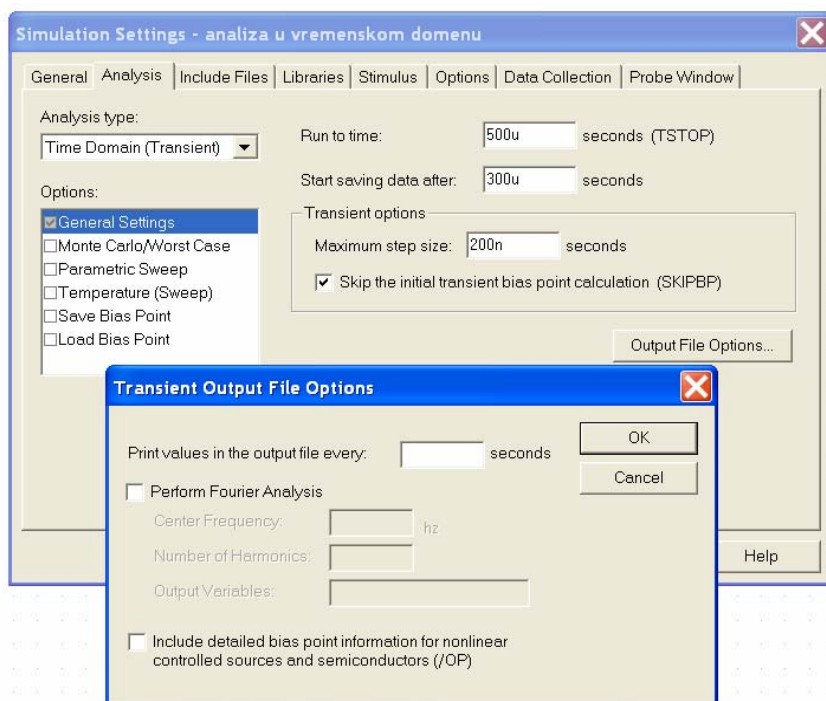 Simulation Settings - analiza u vremenskom domenu
General Analysis Include Files Libraries Stimulus Options Data Collection Probe Window
Analysis type:
Time Domain (Transient)
Options:
General Settings
Monte Carlo/Worst Case
Parametric Sweep
Temperature (Sweep)
Save Bias Point
Load Bias Point
Run to time: 500u seconds (TSTOP)
Start saving data after: 300u seconds
Transient options
Maximum step size: 200n seconds
Skip the initial transient bias point calculation (SKIPBP)
Output File Options...
Transient Output File Options
Print values in the output file every: seconds
OK
Cancel
Perform Fourier Analysis
Center Frequency: hz
Number of Harmonics:
Output Variables:
Include detailed bias point information for nonlinear
controlled sources and semiconductors (/OP)
Help